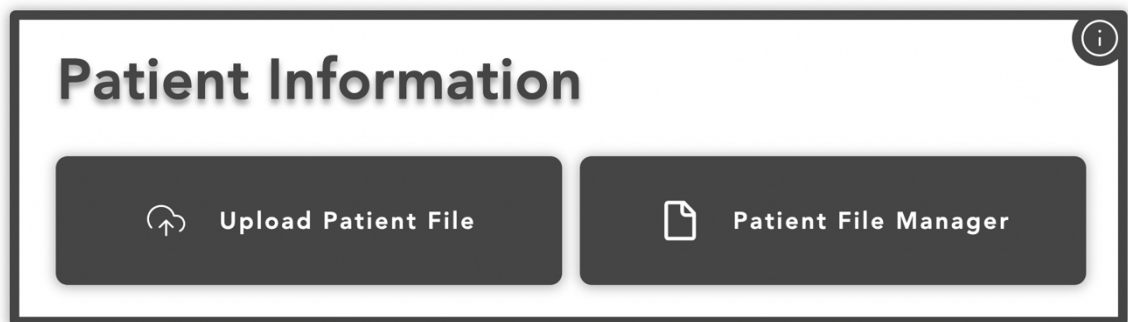 Patient Information
Upload Patient File
Patient File Manager